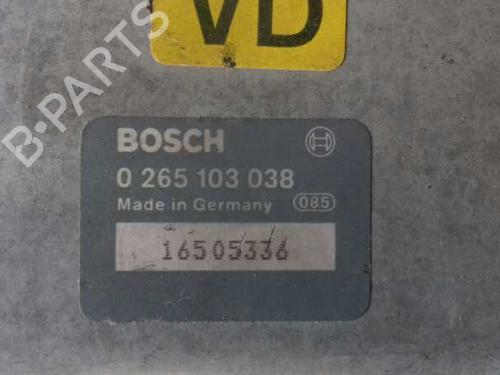 VD
BOSCH
0 265 103 038
Made in Germany 085
16505336
B-PARTS